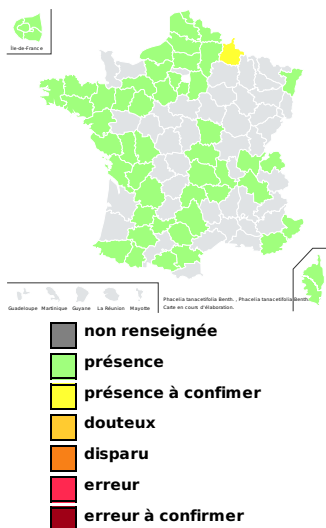 Île-de-France
Guadeloupe Martinique Guyane La Réunion Mayotte
Phacelia tanacetifolia Benth. , Phacelia tanacetifolia Benth.
Carte en cours d'élaboration.
non renseignée
présence
présence à confimer
douteux
disparu
erreur
erreur à confirmer